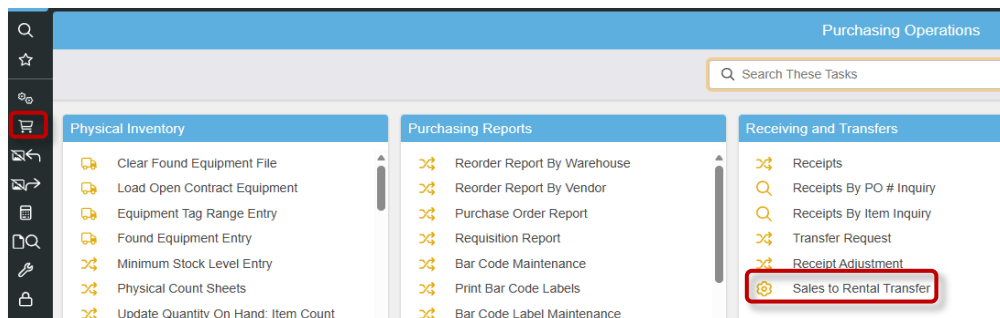 Purchasing Operations
Search These Tasks
Physical Inventory
Clear Found Equipment File
Load Open Contract Equipment
Equipment Tag Range Entry
Found Equipment Entry
Minimum Stock Level Entry
Physical Count Sheets
Update Quantity On Hand: Item Count
Purchasing Reports
Reorder Report By Warehouse
Reorder Report By Vendor
Purchase Order Report
Requisition Report
Bar Code Maintenance
Print Bar Code Labels
Bar Code Label Maintenance
Receiving and Transfers
Receipts
Receipts By PO # Inquiry
Receipts By Item Inquiry
Transfer Request
Receipt Adjustment
Sales to Rental Transfer